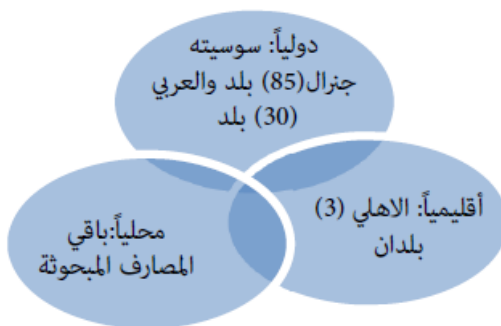 دولياً: سوسيته
جنرال(85) بلد والعربي
(30) بلد
أقليمياً: الاهلي (3)
بلدان
محلياً:باقي
المصارف المبحوثة